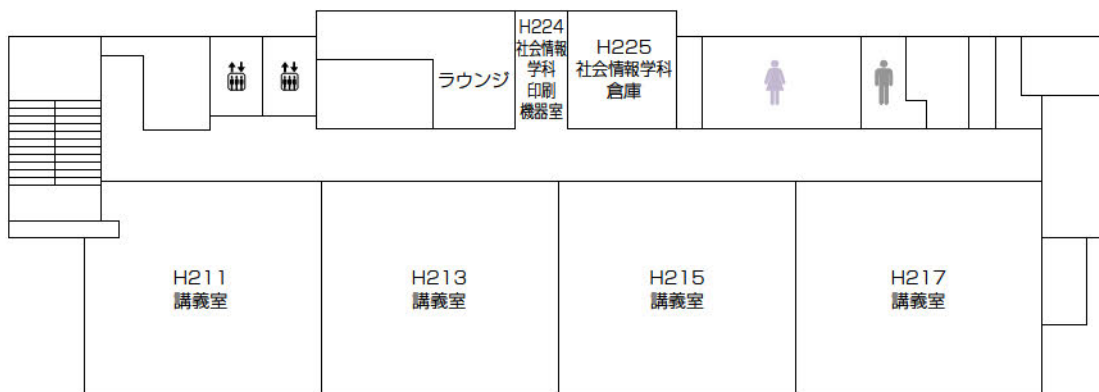 ラウンジ
H224
社会情報
学科
印刷
機器室
H225
社会情報学科
倉庫
H211
講義室
H213
講義室
H215
講義室
H217
講義室